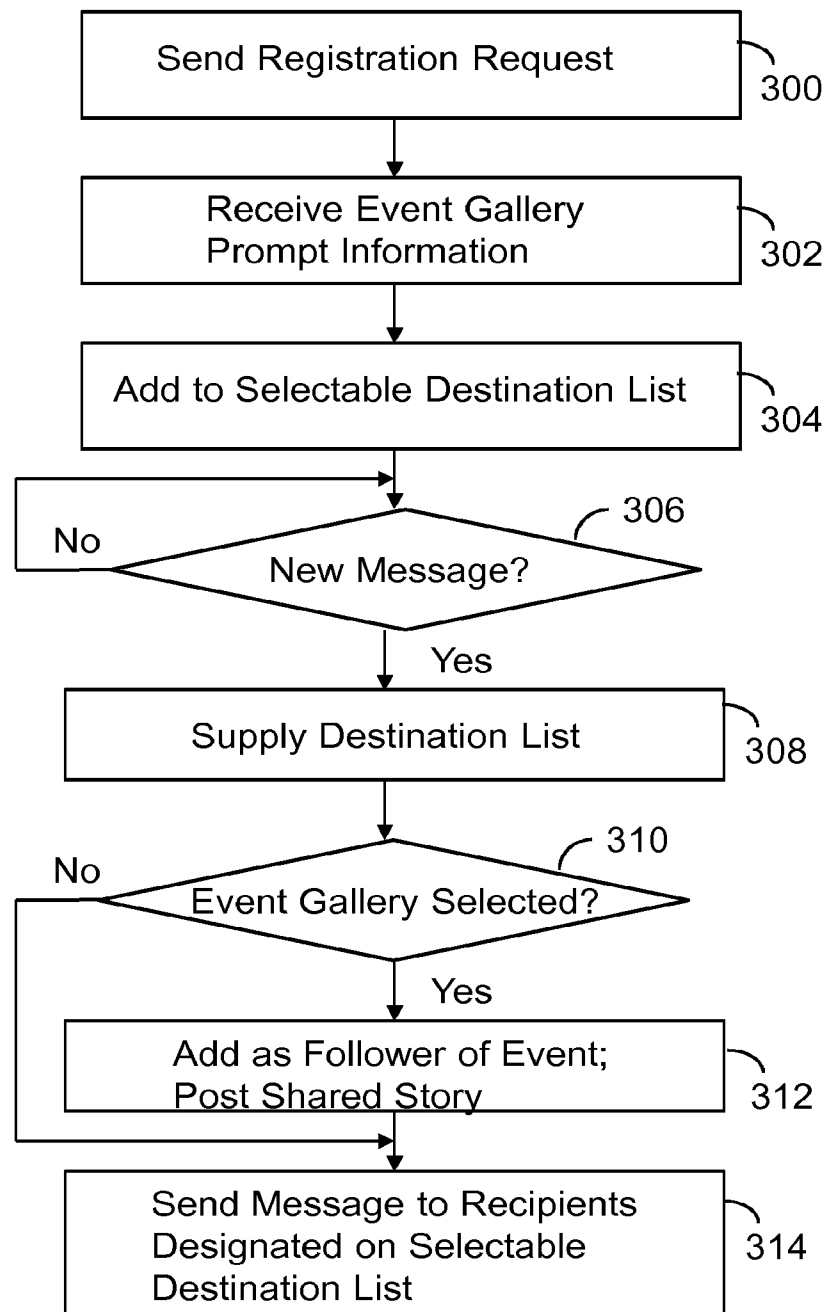 Send Registration Request
300
Receive Event Gallery
Prompt Information
302
Add to Selectable Destination List
304
306
No
New Message?
Yes
Supply Destination List
308
310
No
Event Gallery Selected?
Yes
Add as Follower of Event;
Post Shared Story
312
Send Message to Recipients
Designated on Selectable
Destination List
314